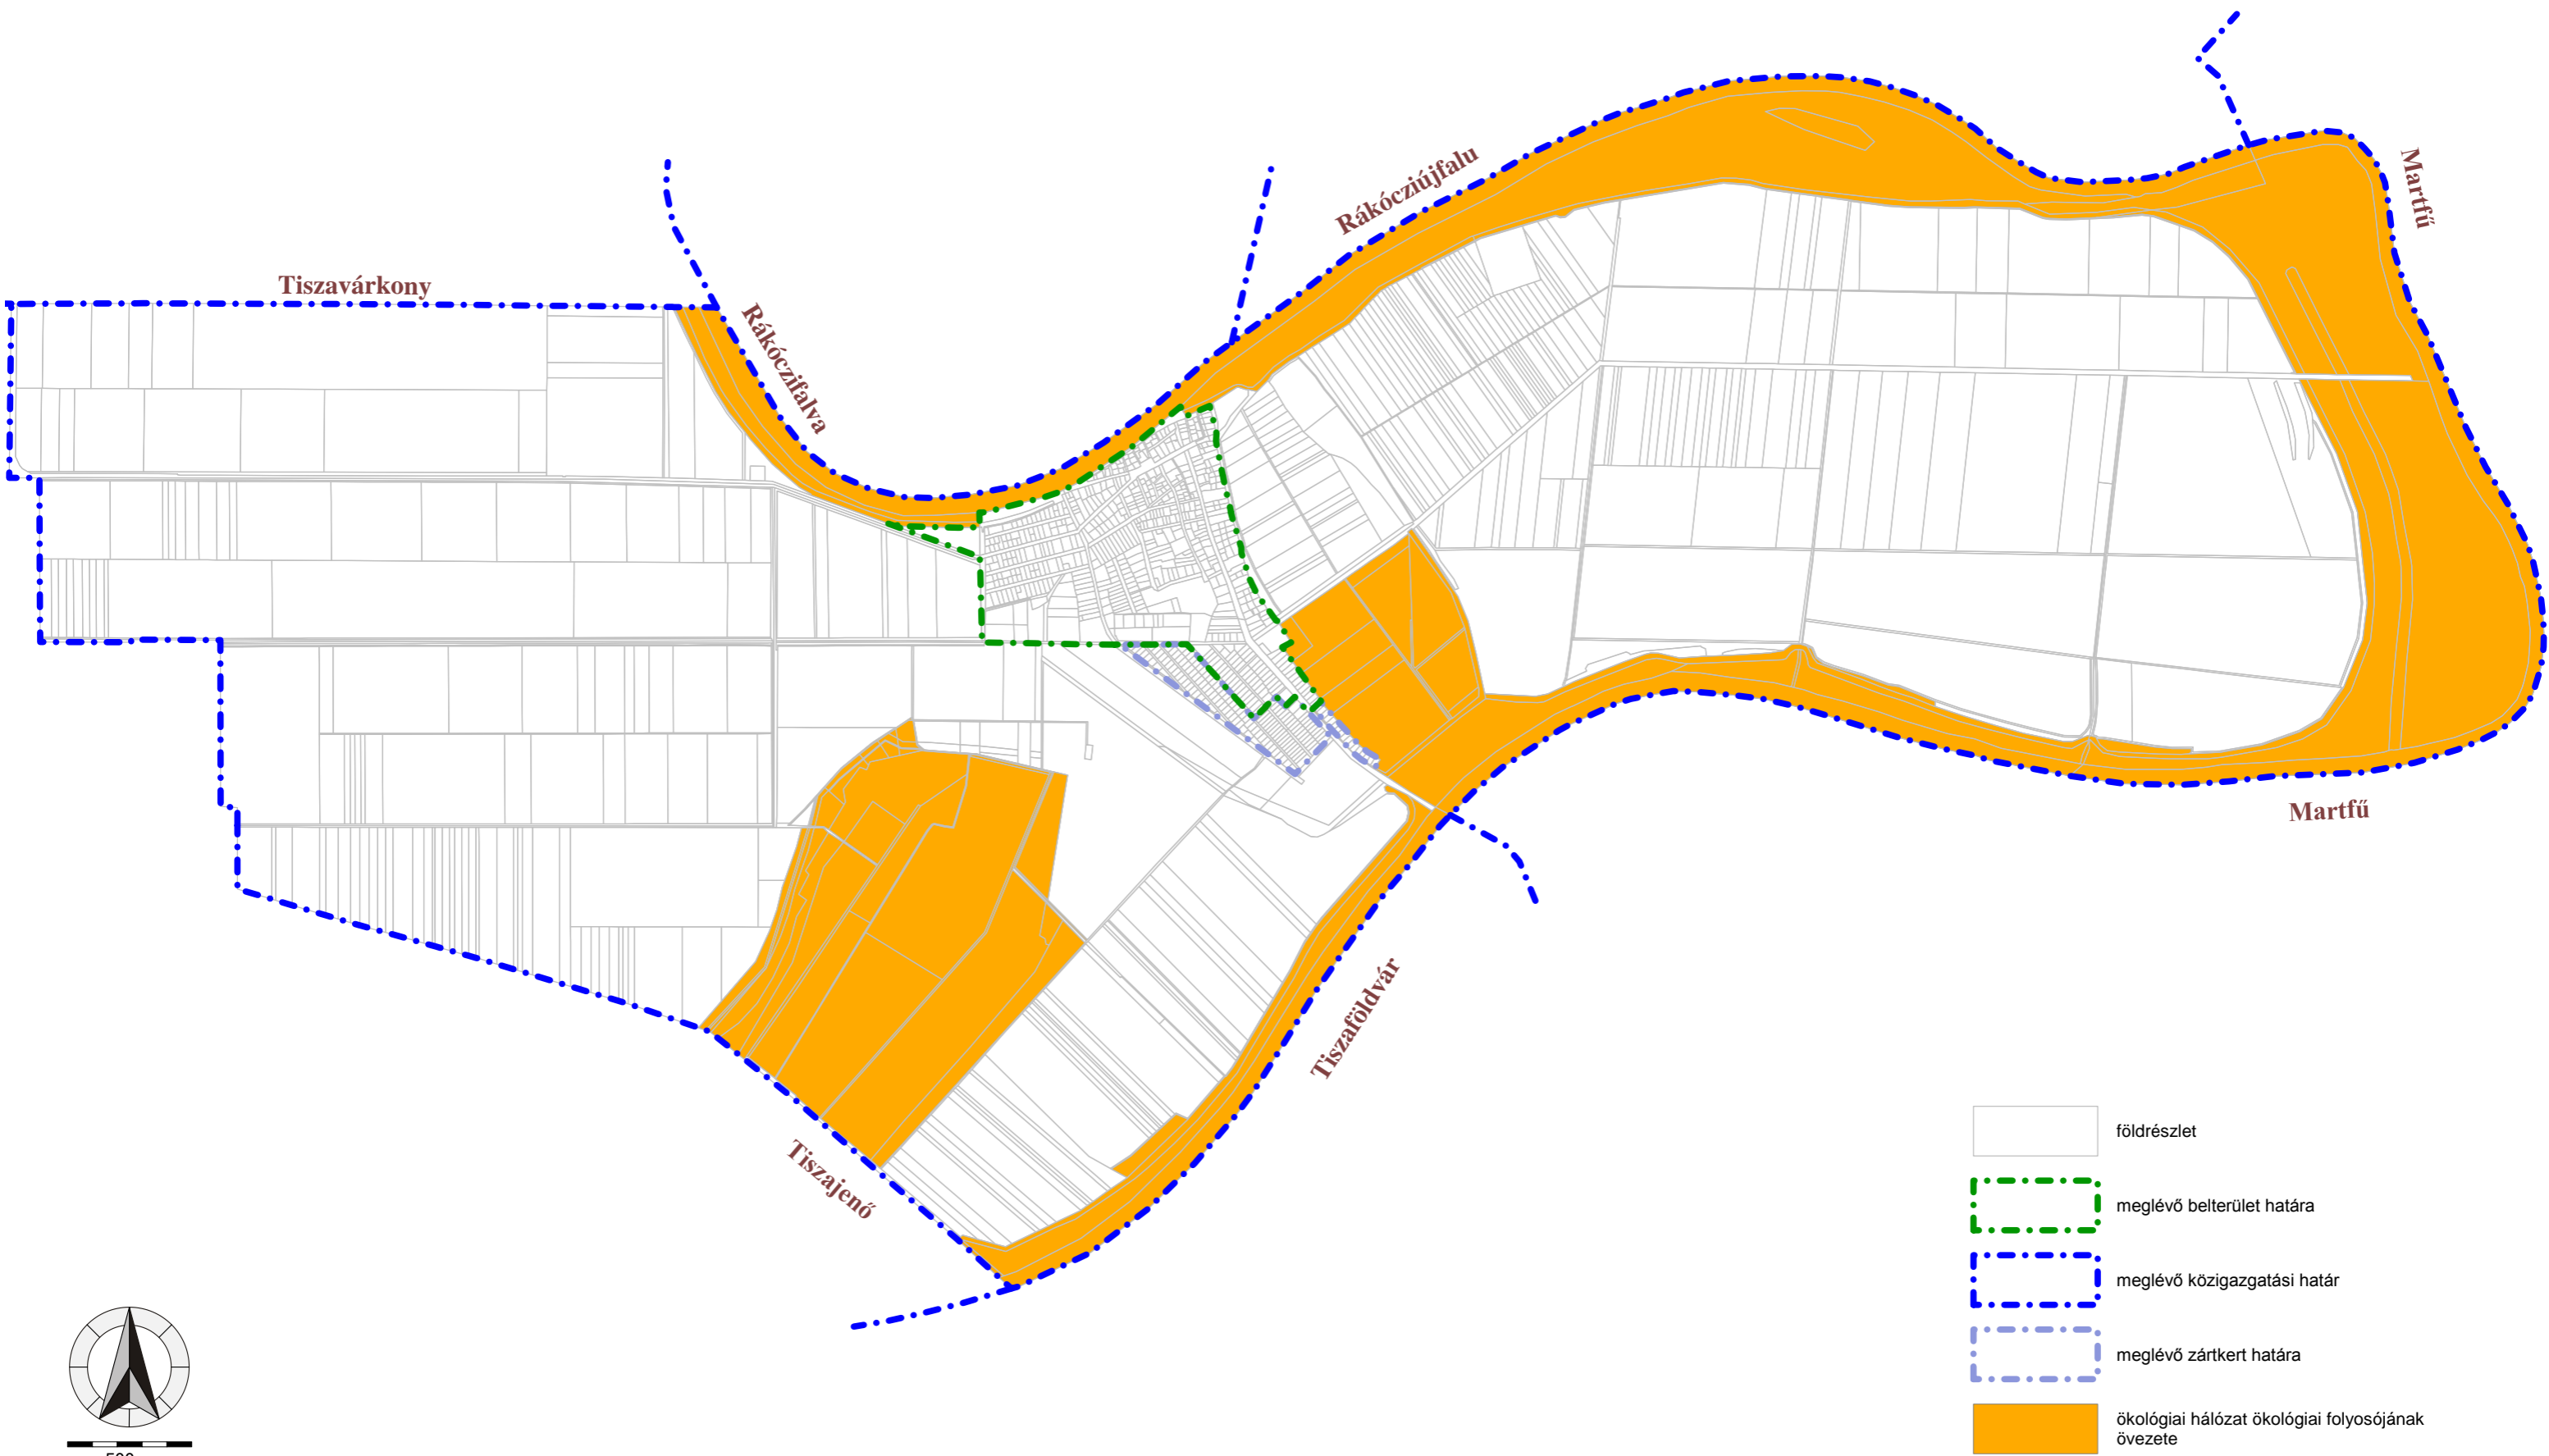 Martfű
Rákócziújfalu
Tiszavárkony
Rákóczifalva
Martfű
Tiszaföldvár
földrészlet
Tiszajenő
meglévő belterület határa
meglévő közigazgatási határ
meglévő zártkert határa
ökológiai hálózat ökológiai folyosójának
övezete